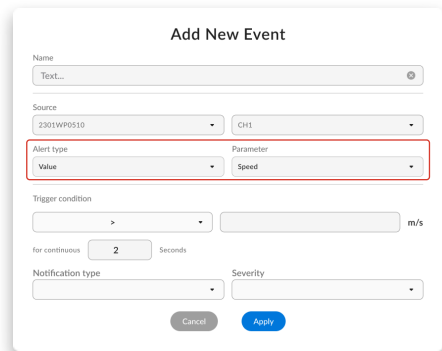 Add New Event
Name
Text...
Source
2301WP0510 CH1
Alert type Parameter
Value Speed
Trigger condition
> m/s
for continuous 2 Seconds
Notification type Severity
Cancel Apply